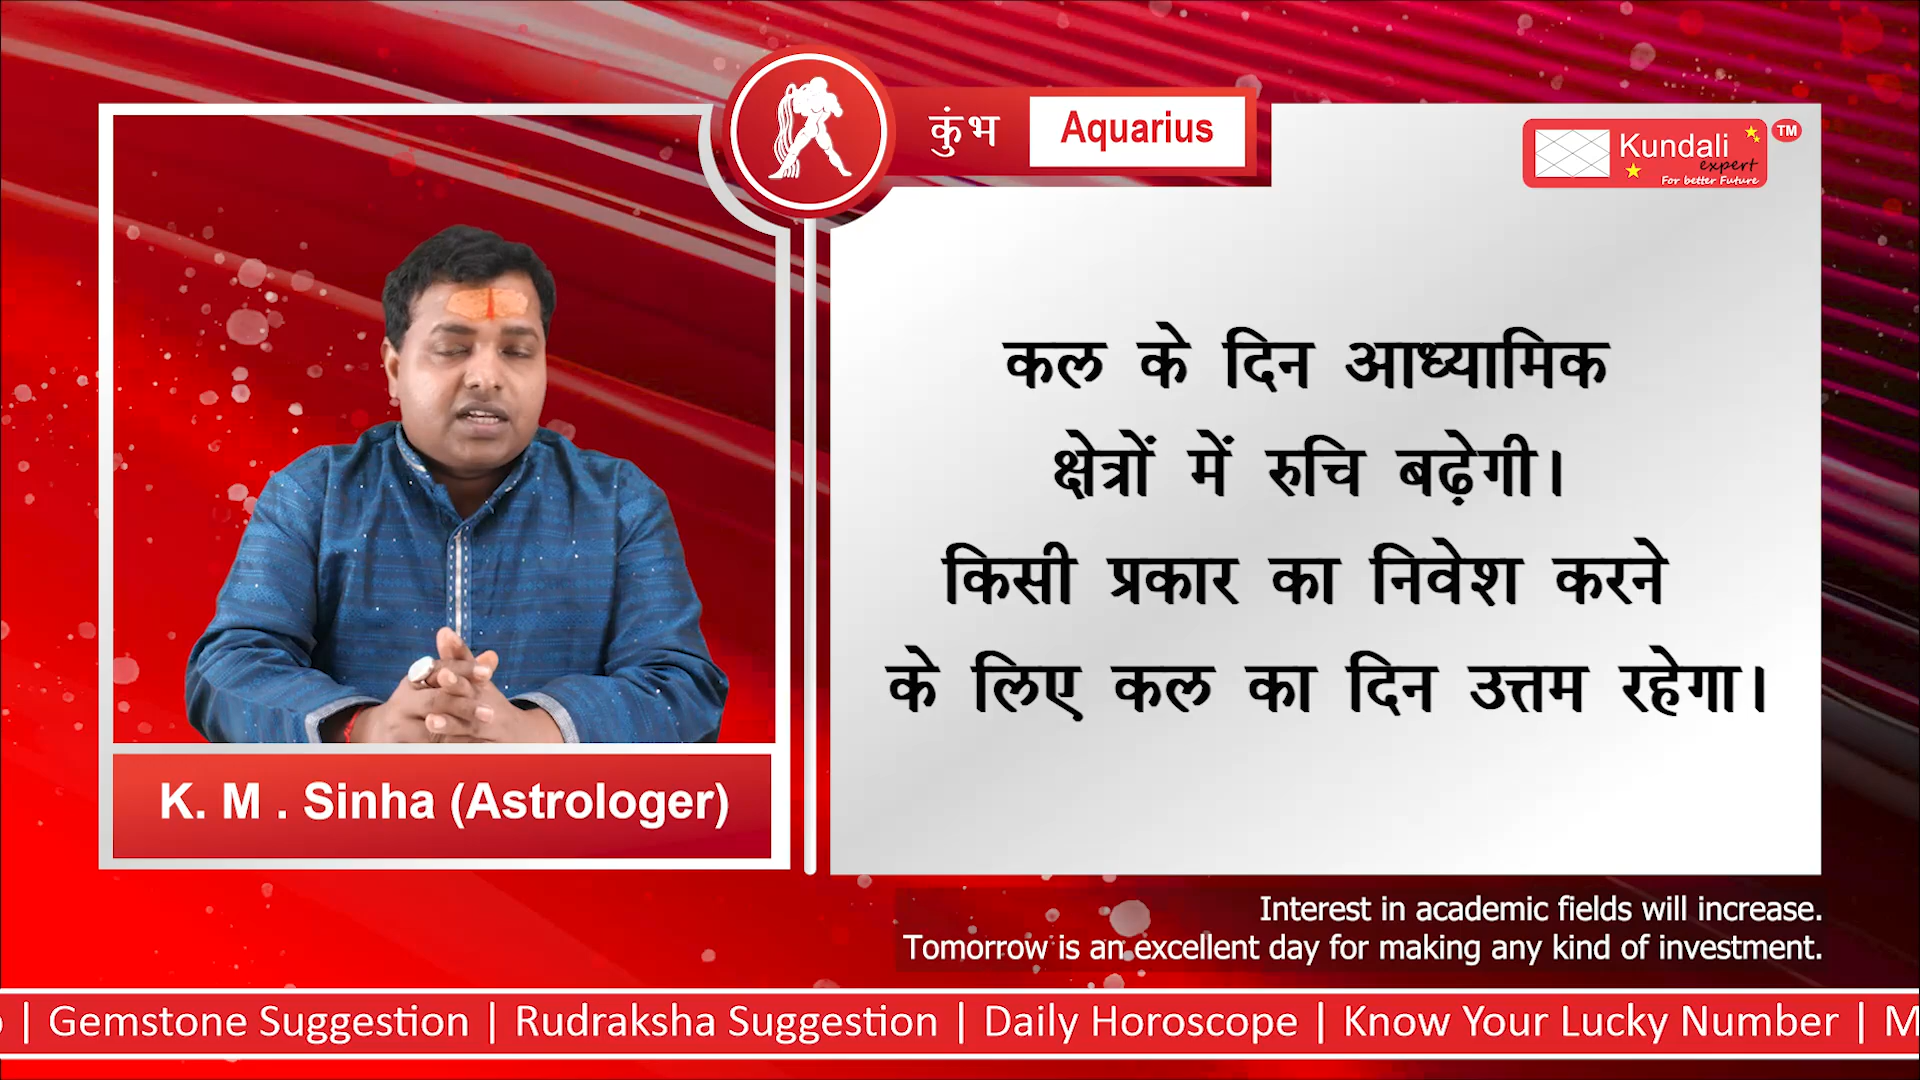 कुंभ
Aquarius
Kundali
expert
For better Future
TM
कल के दिन आध्यामिक
क्षेत्रों में रुचि बढ़ेगी।
किसी प्रकार का निवेश करने
के लिए कल का दिन उत्तम रहेगा।
K. M . Sinha (Astrologer)
Interest in academic fields will increase.
Tomorrow is an excellent day for making any kind of investment.
| Gemstone Suggestion | Rudraksha Suggestion | Daily Horoscope | Know Your Lucky Number | M